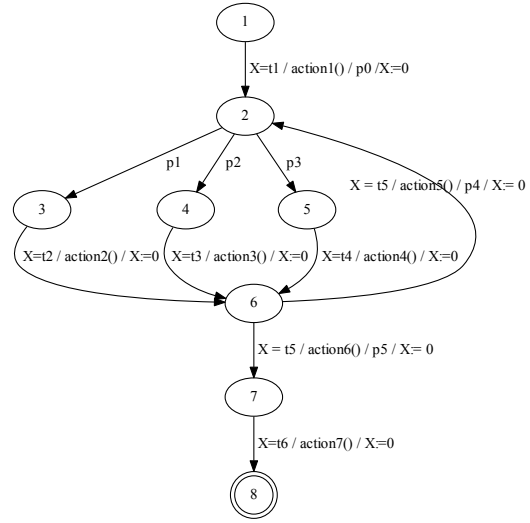 1
X=t1 / action1() / p0 /X:=0
2
p1
p2
p3
X = t5 / action5() / p4 / X:= 0
3
4
5
X=t2 / action2() / X:=0
X=t3 / action3() / X:=0
X=t4 / action4() / X:=0
6
X = t5 / action6() / p5 / X:= 0
7
X=t6 / action7() / X:=0
8